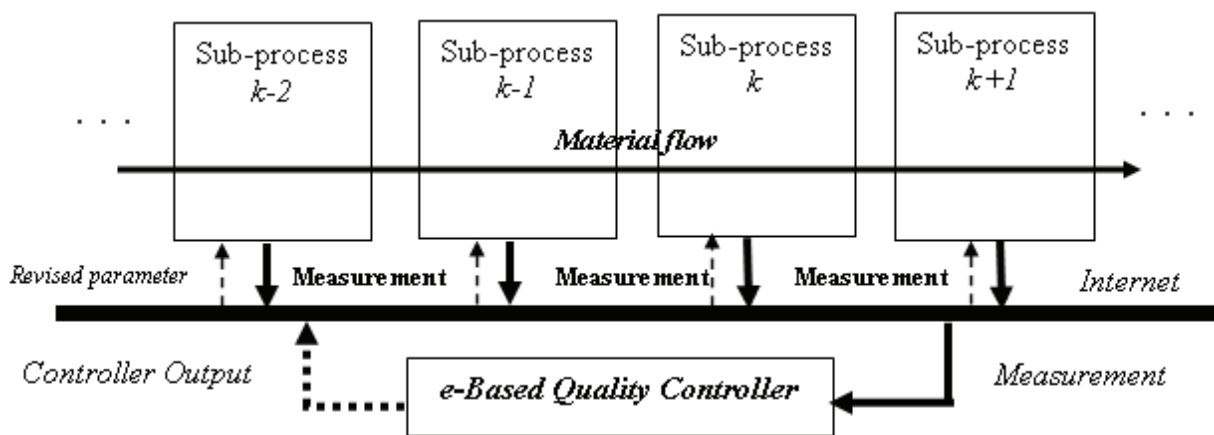 Sub-process
k-2
Sub-process
k-1
Sub-process
k
Sub-process
k+1
. . .
. . .
Material flow
Revised parameter
Measurement
Measurement
Measurement
Internet
Controller Output
e-Based Quality Controller
Measurement